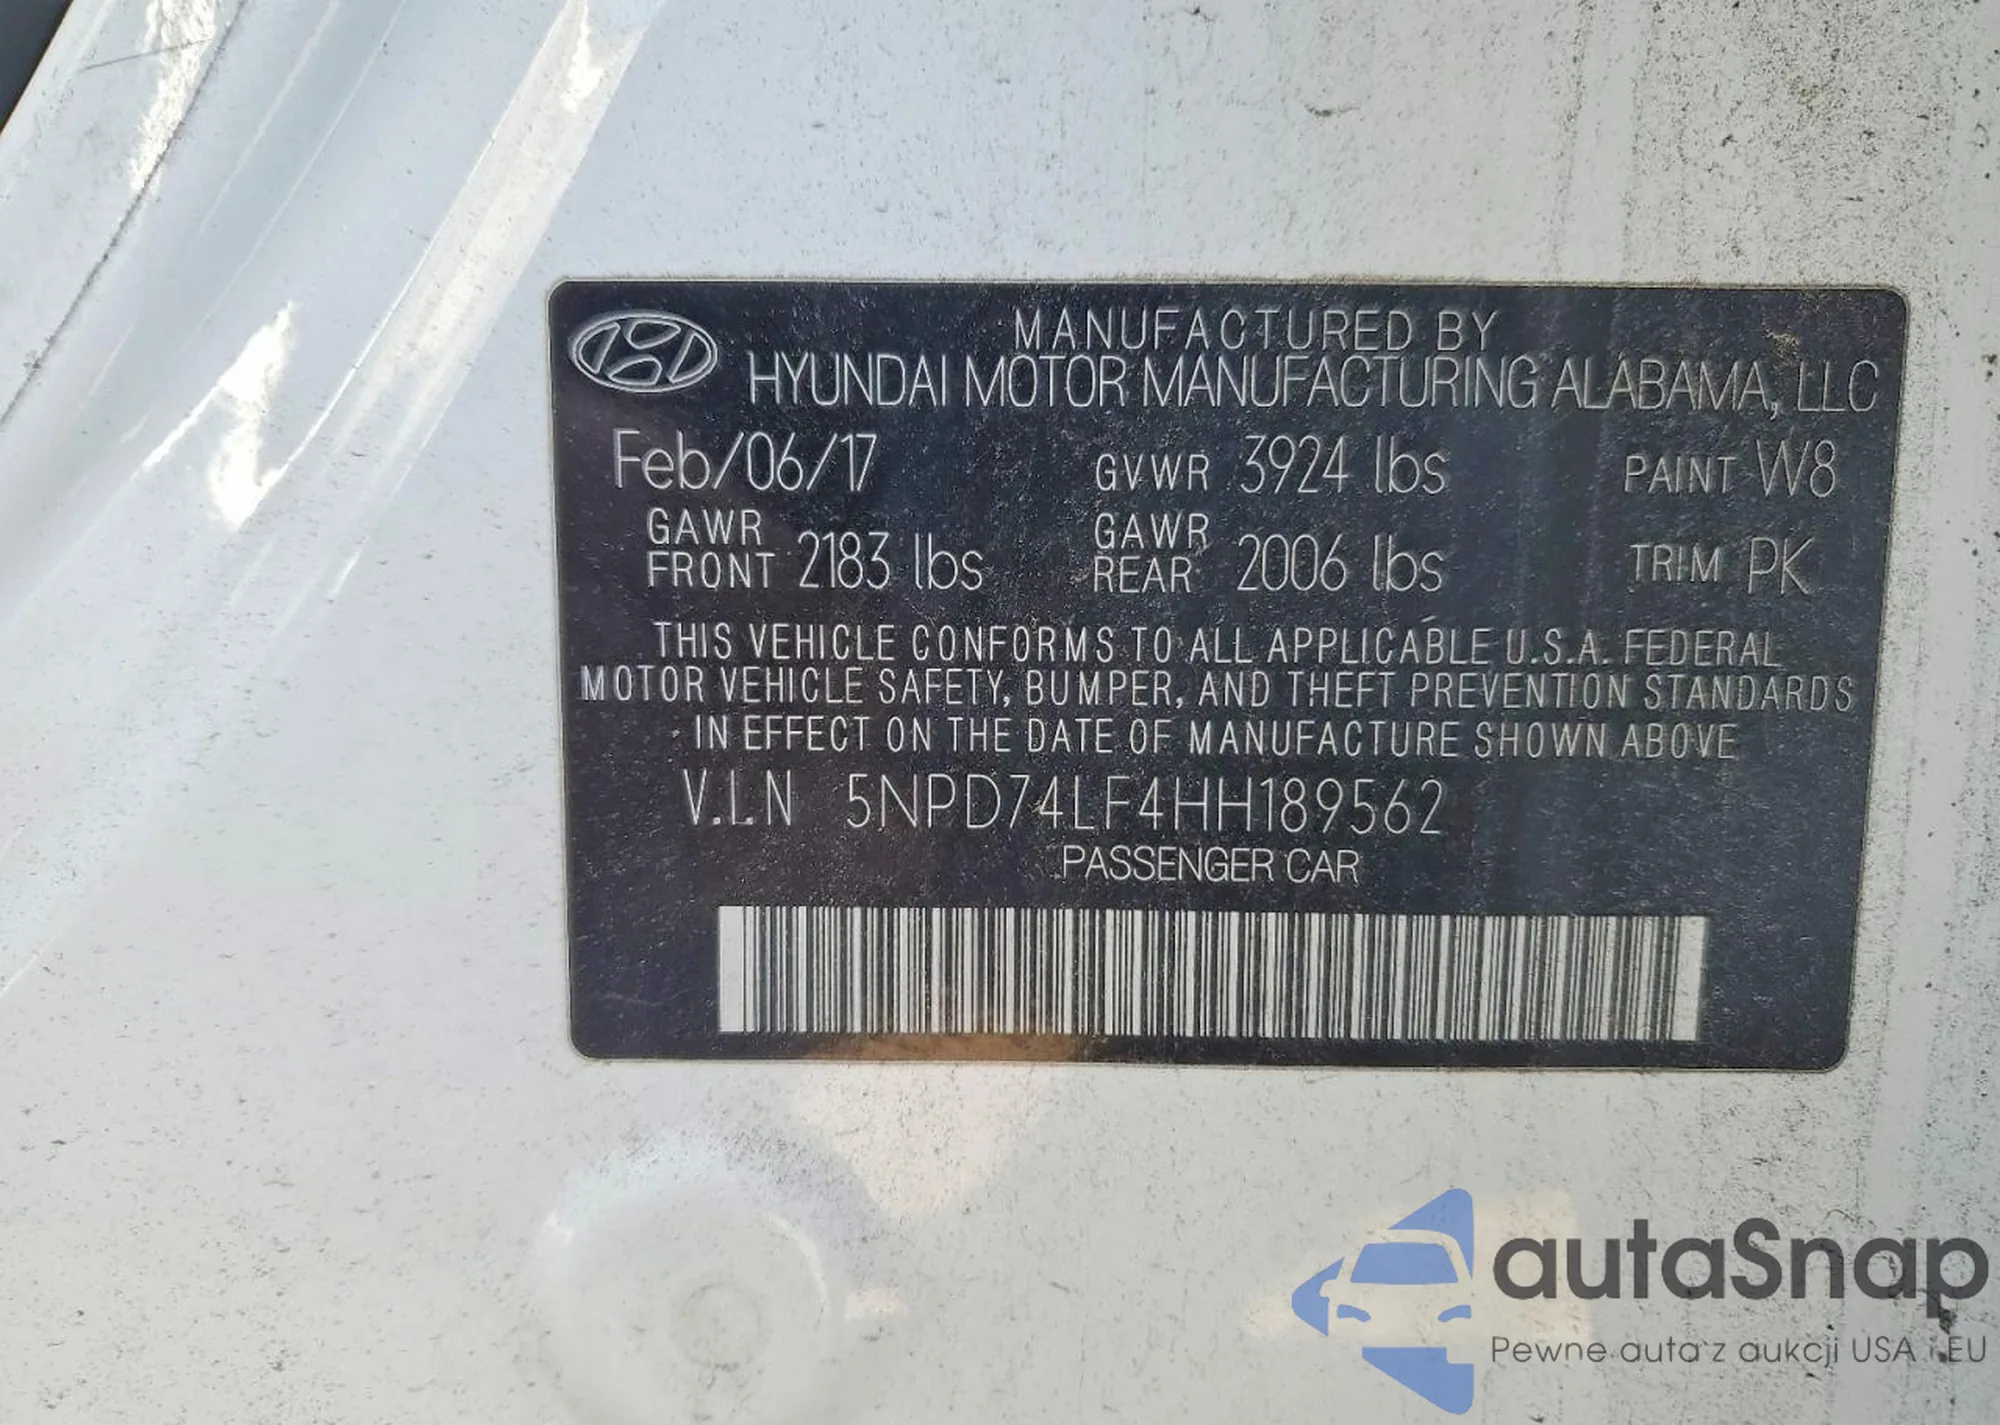 MANUFACTURED BY
HYUNDAI MOTOR MANUFACTURING ALABAMA, LLC
Feb/06/17 GVWR 3924 lbs PAINT W8
GAWR FRONT 2183 lbs GAWR REAR 2006 lbs TRIM PK
THIS VEHICLE CONFORMS TO ALL APPLICABLE U.S.A. FEDERAL
MOTOR VEHICLE SAFETY, BUMPER, AND THEFT PREVENTION STANDARDS
IN EFFECT ON THE DATE OF MANUFACTURE SHOWN ABOVE
V.I.N 5NPD74LF4HH189562
PASSENGER CAR
autaSnap
Pewne auta z aukcji USA i EU